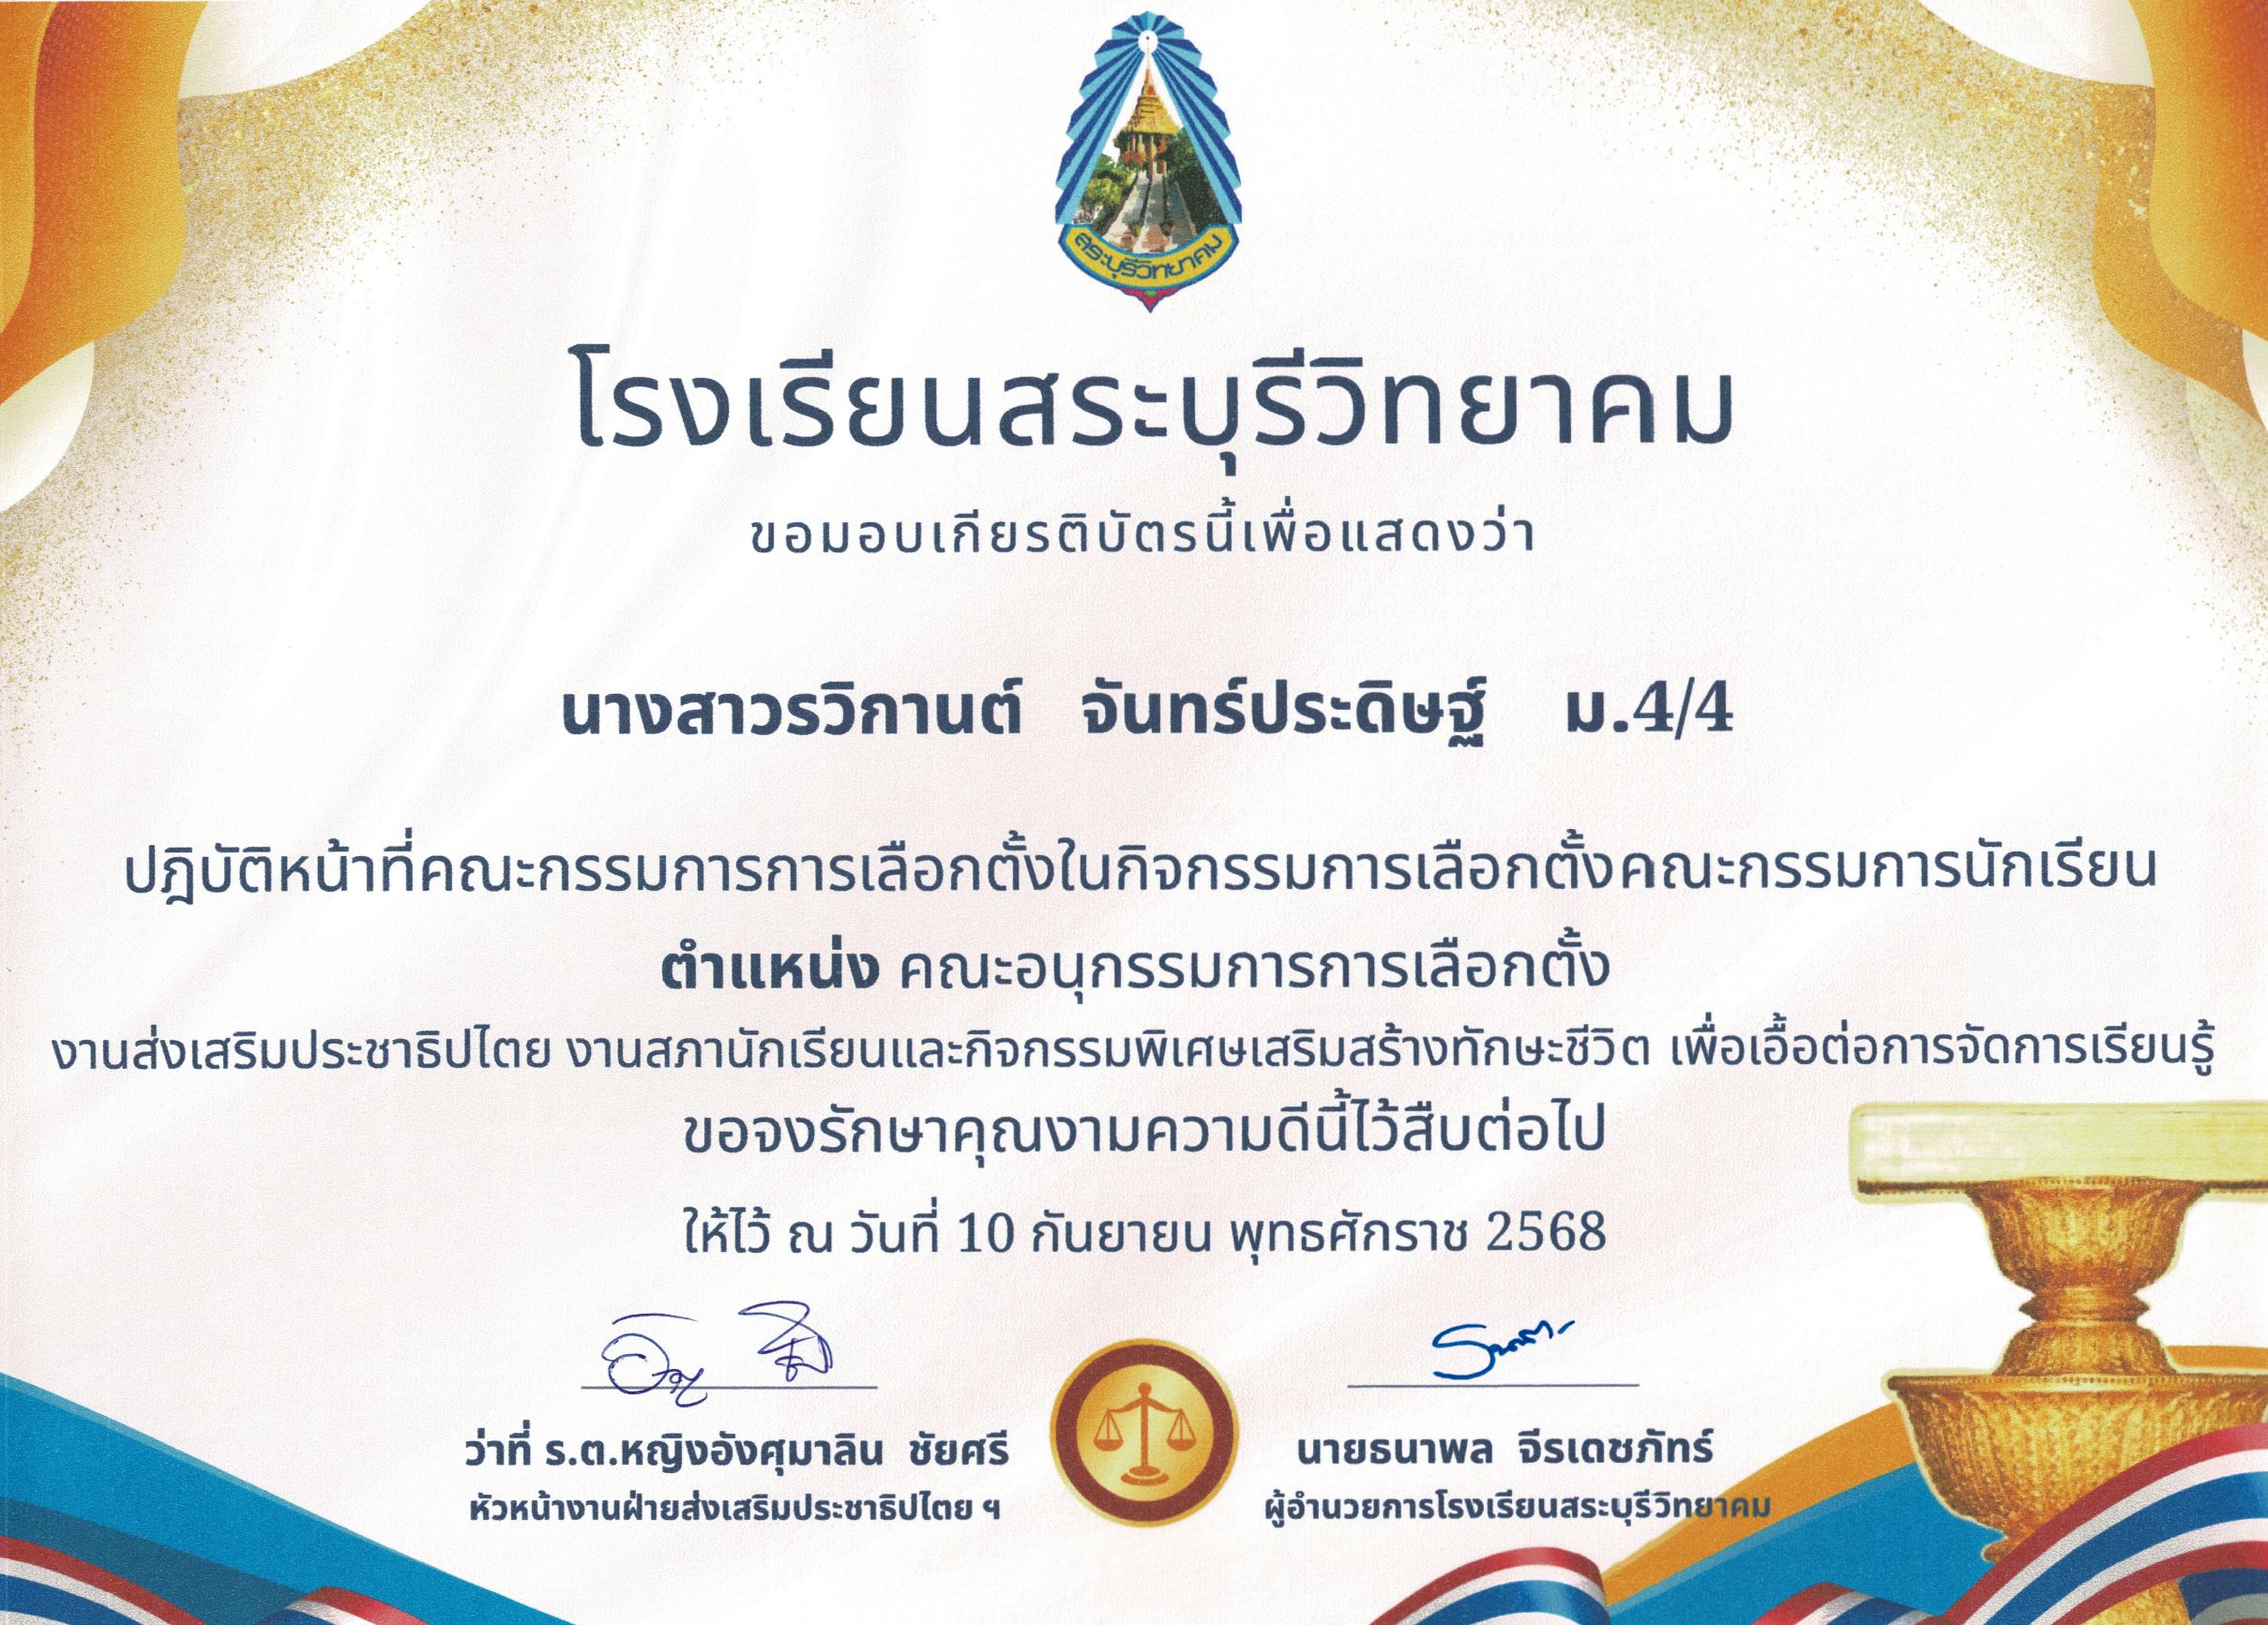 สระบุรีวิทยาคม
โรงเรียนสระบุรีวิทยาคม
ขอมอบเกียรติบัตรนี้เพื่อแสดงว่า
นางสาวรวิกานต์ จันทร์ประดิษฐ์ ม.4/4
ปฎิบัติหน้าที่คณะกรรมการการเลือกตั้งในกิจกรรมการเลือกตั้งคณะกรรมการนักเรียน
ตำแหน่ง คณะอนุกรรมการการเลือกตั้ง
งานส่งเสริมประชาธิปไตย งานสภานักเรียนและกิจกรรมพิเศษเสริมสร้างทักษะชีวิต เพื่อเอื้อต่อการจัดการเรียนรู้
ขอจงรักษาคุณงามความดีนี้ไว้สืบต่อไป
ให้ไว้ ณ วันที่ 10 กันยายน พุทธศักราช 2568
ว่าที่ ร.ต.หญิงอังศุมาลิน ชัยศรี
หัวหน้างานฝ่ายส่งเสริมประชาธิปไตย ฯ
นายธนาพล จีรเดชภัทร์
ผู้อำนวยการโรงเรียนสระบุรีวิทยาคม